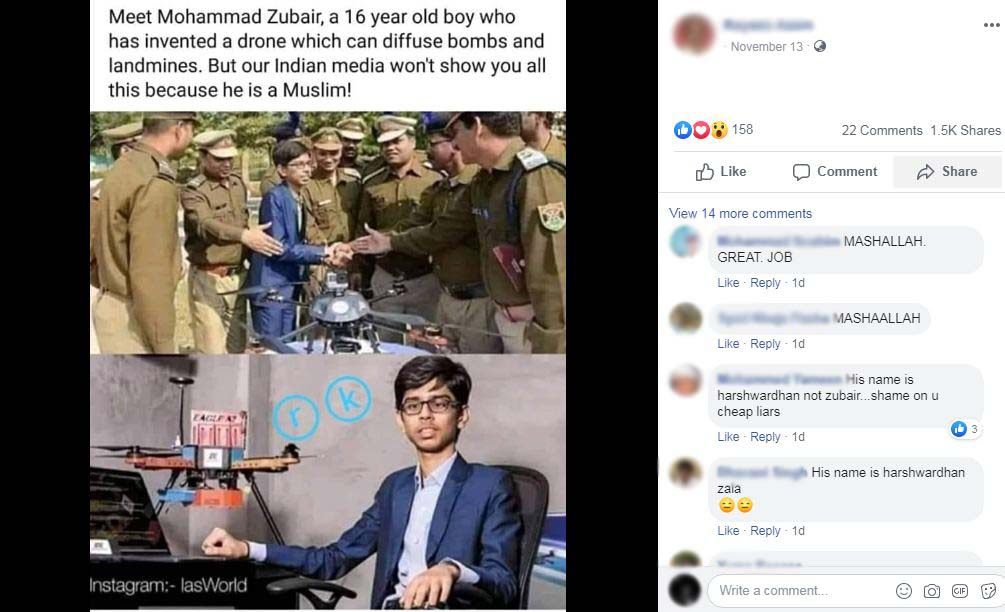 Meet Mohammad Zubair, a 16 year old boy who
has invented a drone which can diffuse bombs and
landmines. But our Indian media won't show you all
this because he is a Muslim!
EAGLE A7
r
k
Instagram:- IasWorld
November 13
158
22 Comments 1.5K Shares
Like Comment Share
View 14 more comments
MASHALLAH.
GREAT. JOB
Like · Reply · 1d
MASHAALLAH
Like · Reply · 1d
His name is
harshwardhan not zubair...shame on u
cheap liars
3
Like · Reply · 1d
His name is harshwardhan
zala
Like · Reply · 1d
Write a comment...
GIF